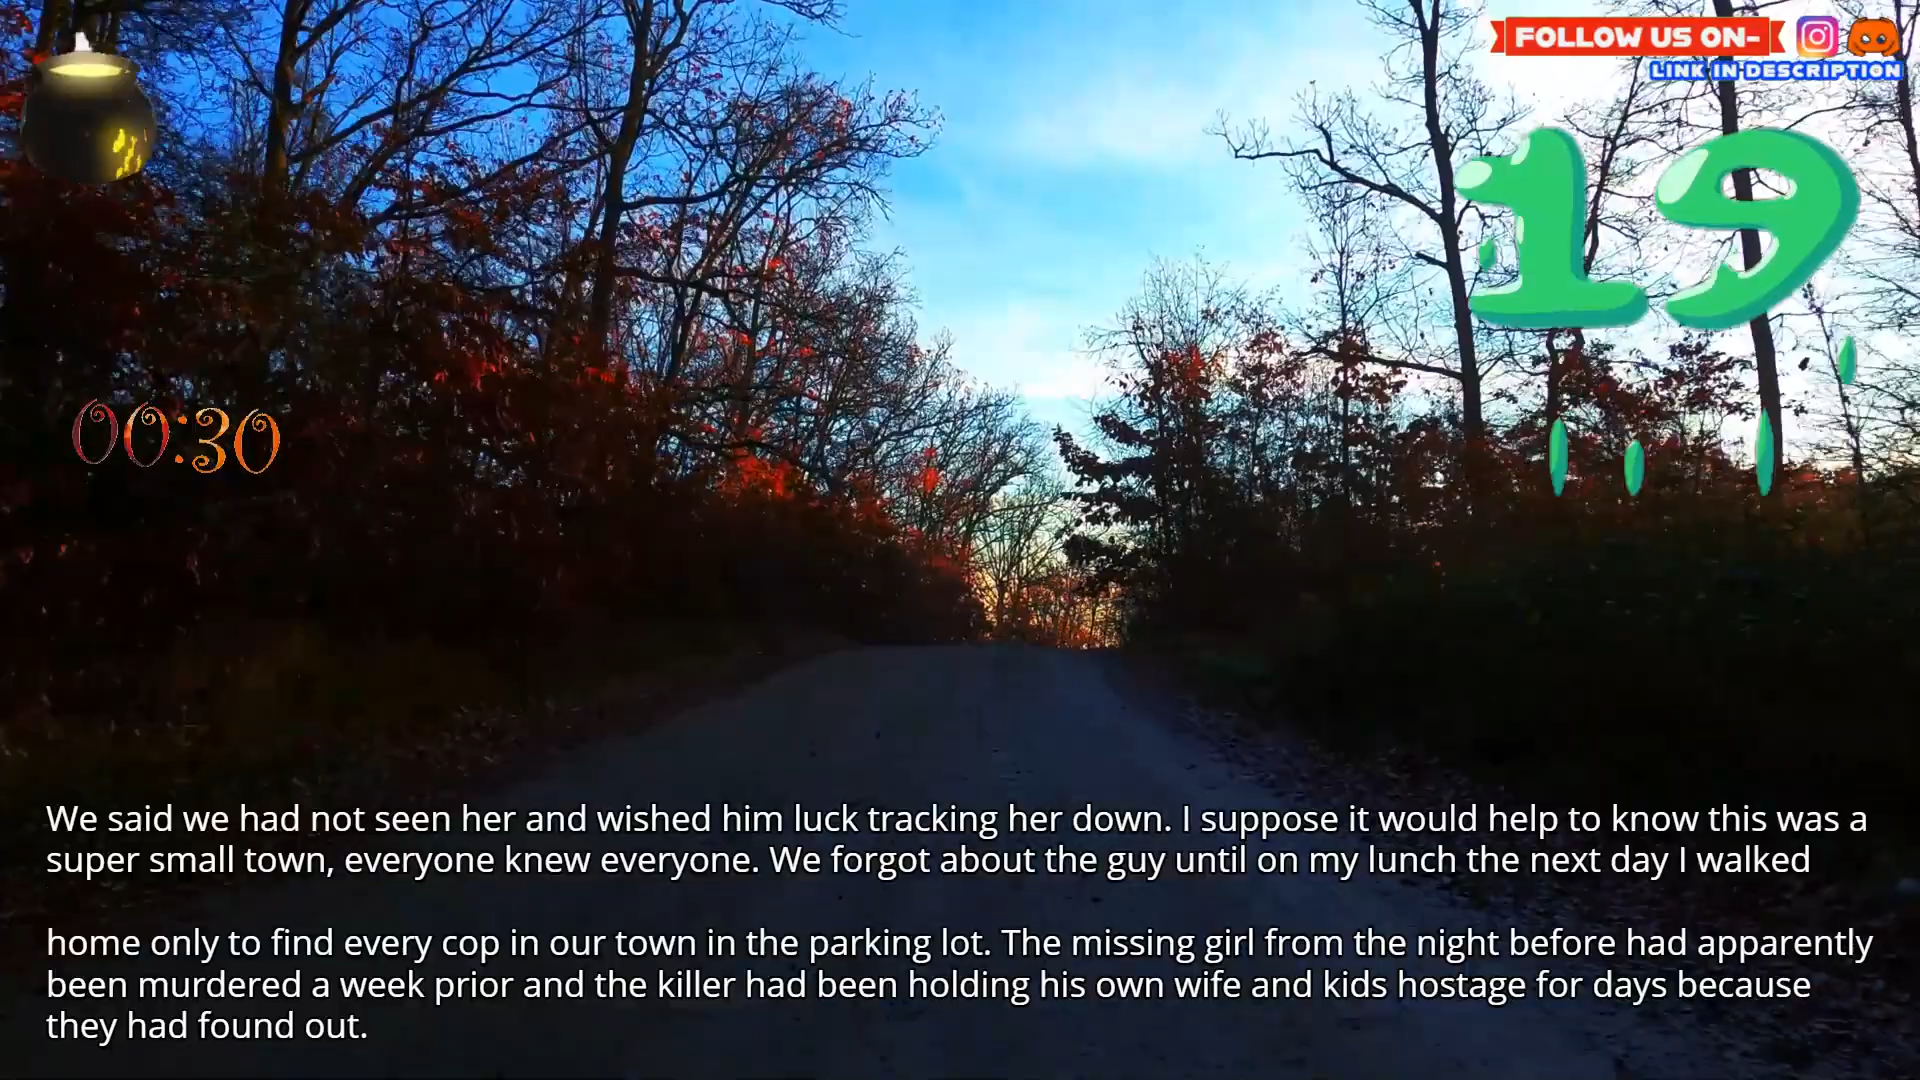 FOLLOW US ON-
LINK IN DESCRIPTION
19
00:30
We said we had not seen her and wished him luck tracking her down. I suppose it would help to know this was a
super small town, everyone knew everyone. We forgot about the guy until on my lunch the next day I walked
home only to find every cop in our town in the parking lot. The missing girl from the night before had apparently
been murdered a week prior and the killer had been holding his own wife and kids hostage for days because
they had found out.